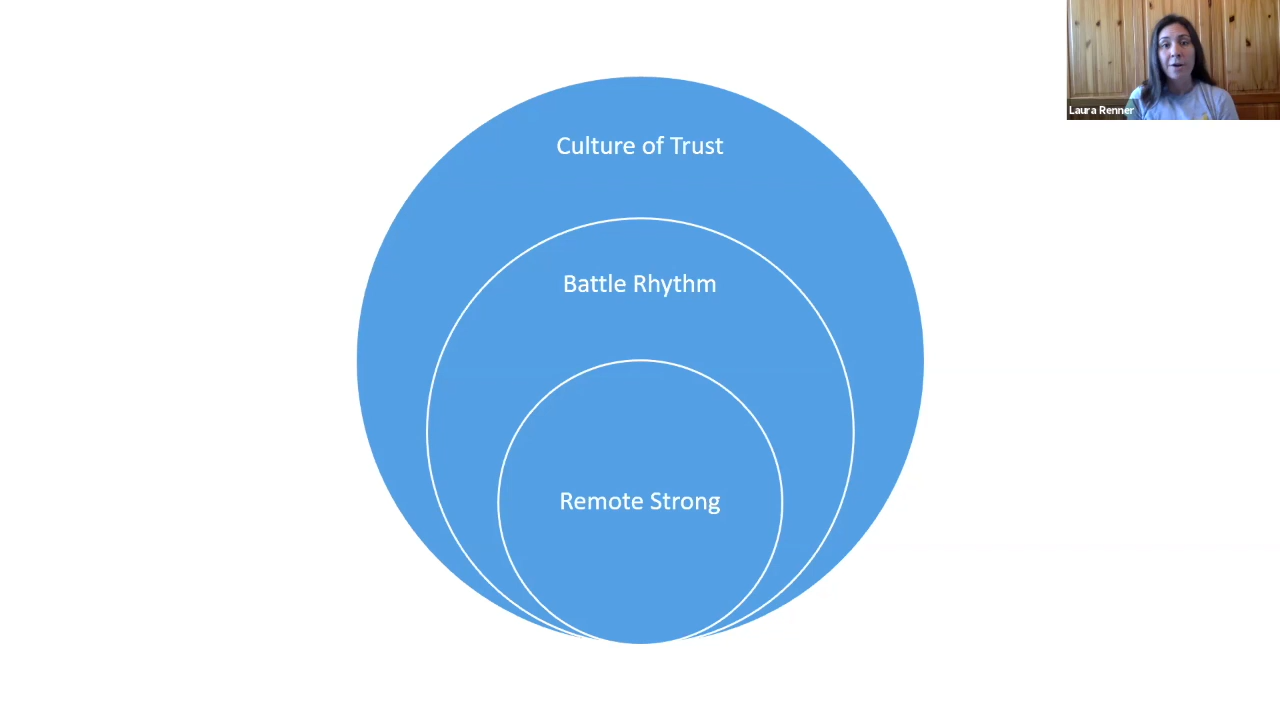 Laura Renner
Culture of Trust
Battle Rhythm
Remote Strong